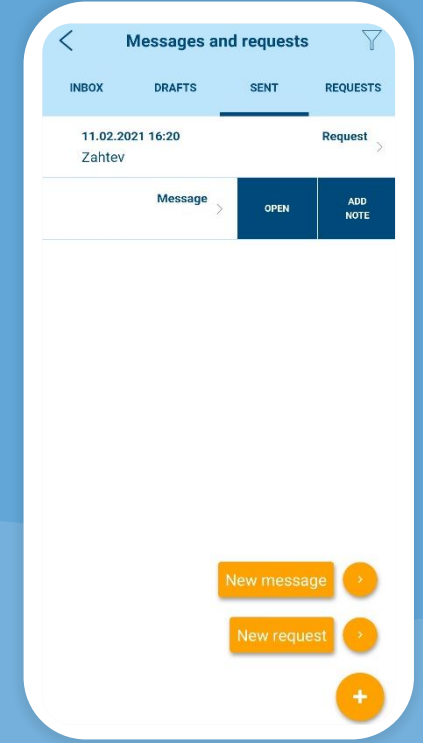 Messages and requests
INBOX DRAFTS SENT REQUESTS
11.02.2021 16:20 Request
Zahtev
Message OPEN ADD
NOTE
New message
New request